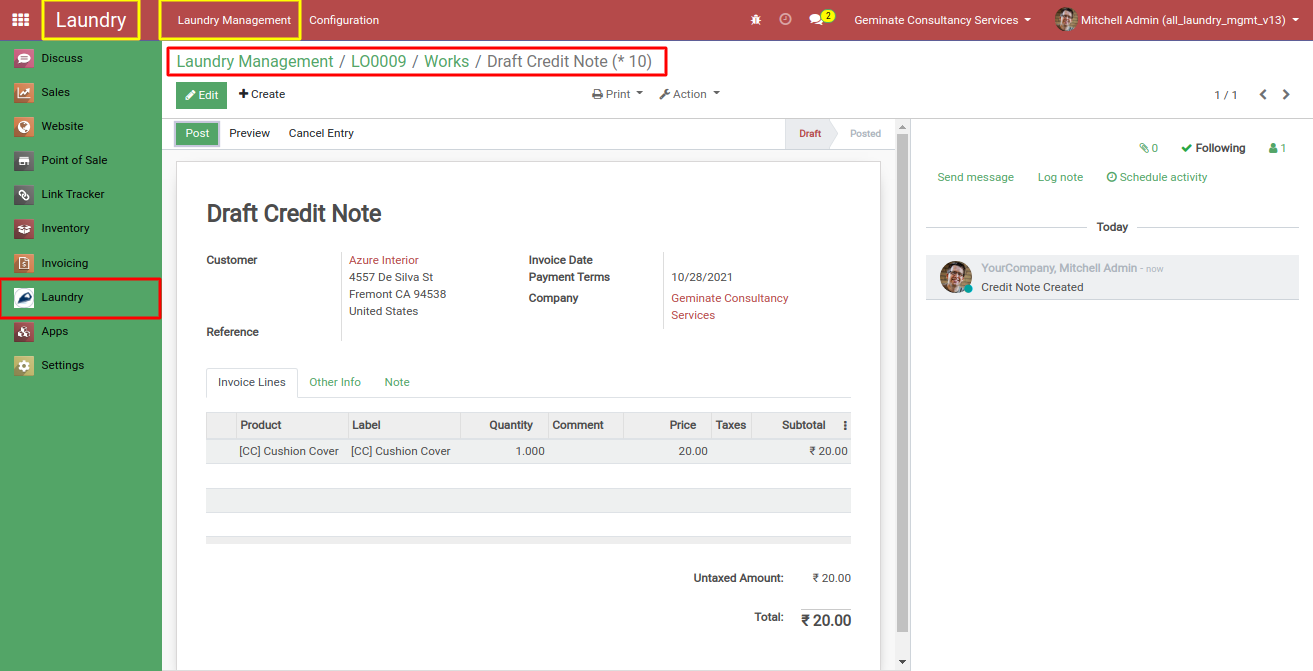 Laundry
Laundry Management
Configuration
2
Geminate Consultancy Services
Mitchell Admin (all_laundry_mgmt_v13)
Discuss
Sales
Website
Point of Sale
Link Tracker
Inventory
Invoicing
Laundry
Apps
Settings
Laundry Management / LO0009 / Works / Draft Credit Note (* 10)
Edit
Create
Print
Action
1 / 1
Post
Preview
Cancel Entry
Draft
Posted
Draft Credit Note
Customer
Azure Interior
4557 De Silva St
Fremont CA 94538
United States
Reference
Invoice Date
Payment Terms
10/28/2021
Company
Geminate Consultancy
Services
Invoice Lines
Other Info
Note
Product Label Quantity Comment Price Taxes Subtotal
[CC] Cushion Cover [CC] Cushion Cover 1.000 20.00 ₹ 20.00
Untaxed Amount: ₹ 20.00
Total: ₹ 20.00
0
Following
1
Send message
Log note
Schedule activity
Today
YourCompany, Mitchell Admin - now
Credit Note Created